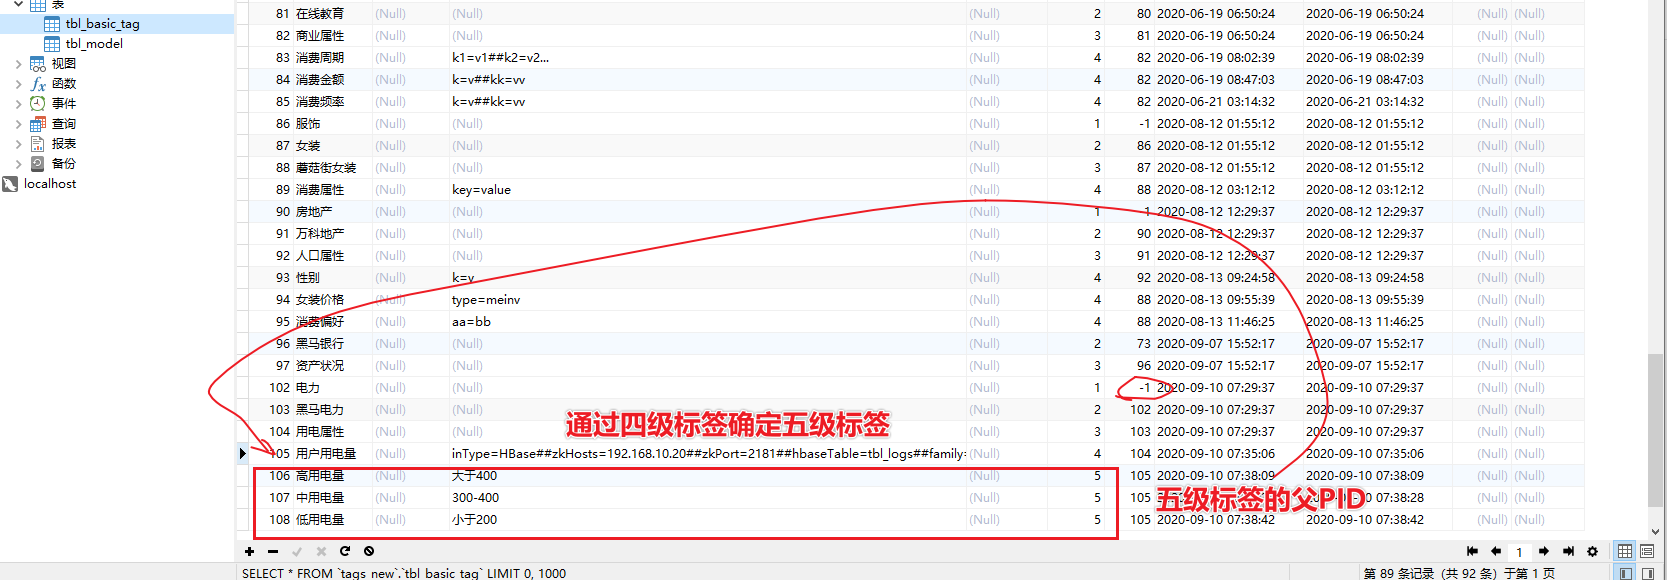 表
tbl_basic_tag
tbl_model
视图
函数
事件
查询
报表
备份
localhost
81 在线教育 (Null) (Null) (Null) 2 80 2020-06-19 06:50:24 2020-06-19 06:50:24 (Null) (Null)
82 商业属性 (Null) (Null) (Null) 3 81 2020-06-19 06:50:24 2020-06-19 06:50:24 (Null) (Null)
83 消费周期 (Null) k1=v1##k2=v2... (Null) 4 82 2020-06-19 08:02:39 2020-06-19 08:02:39 (Null) (Null)
84 消费金额 (Null) k=v##kk=vv (Null) 4 82 2020-06-19 08:47:03 2020-06-19 08:47:03 (Null) (Null)
85 消费频率 (Null) k=v##kk=vv (Null) 4 82 2020-06-21 03:14:32 2020-06-21 03:14:32 (Null) (Null)
86 服饰 (Null) (Null) (Null) 1 -1 2020-08-12 01:55:12 2020-08-12 01:55:12 (Null) (Null)
87 女装 (Null) (Null) (Null) 2 86 2020-08-12 01:55:12 2020-08-12 01:55:12 (Null) (Null)
88 蘑菇街女装 (Null) (Null) (Null) 3 87 2020-08-12 01:55:12 2020-08-12 01:55:12 (Null) (Null)
89 消费属性 (Null) key=value (Null) 4 88 2020-08-12 03:12:12 2020-08-12 03:12:12 (Null) (Null)
90 房地产 (Null) (Null) (Null) 1 -1 2020-08-12 12:29:37 2020-08-12 12:29:37 (Null) (Null)
91 万科地产 (Null) (Null) (Null) 2 90 2020-08-12 12:29:37 2020-08-12 12:29:37 (Null) (Null)
92 人口属性 (Null) (Null) (Null) 3 91 2020-08-12 12:29:37 2020-08-12 12:29:37 (Null) (Null)
93 性别 (Null) k=v (Null) 4 92 2020-08-13 09:24:58 2020-08-13 09:24:58 (Null) (Null)
94 女装价格 (Null) type=meinv (Null) 4 88 2020-08-13 09:55:39 2020-08-13 09:55:39 (Null) (Null)
95 消费偏好 (Null) aa=bb (Null) 4 88 2020-08-13 11:46:25 2020-08-13 11:46:25 (Null) (Null)
96 黑马银行 (Null) (Null) (Null) 2 73 2020-09-07 15:52:17 2020-09-07 15:52:17 (Null) (Null)
97 资产状况 (Null) (Null) (Null) 3 96 2020-09-07 15:52:17 2020-09-07 15:52:17 (Null) (Null)
102 电力 (Null) (Null) (Null) 1 -1 2020-09-10 07:29:37 2020-09-10 07:29:37 (Null) (Null)
103 黑马电力 (Null) (Null) (Null) 2 102 2020-09-10 07:29:37 2020-09-10 07:29:37 (Null) (Null)
通过四级标签确定五级标签
104 用电属性 (Null) (Null) (Null) 3 103 2020-09-10 07:29:37 2020-09-10 07:29:37 (Null) (Null)
105 用户用电量 (Null) inType=HBase##zkHosts=192.168.10.20##zkPort=2181##hbaseTable=tbl_logs##family= (Null) 4 104 2020-09-10 07:35:06 2020-09-10 07:35:06 (Null) (Null)
106 高用电量 (Null) 大于400 (Null) 5 105 2020-09-10 07:38:09 2020-09-10 07:38:09 (Null) (Null)
107 中用电量 (Null) 300-400 (Null) 5 105 2020-09-10 07:38:28 (Null) (Null)
五级标签的父PID
108 低用电量 (Null) 小于200 (Null) 5 105 2020-09-10 07:38:42 2020-09-10 07:38:42 (Null) (Null)
1
SELECT * FROM `tags_new`.`tbl_basic_tag` LIMIT 0, 1000
第 89 条记录 (共 92 条) 于第 1 页